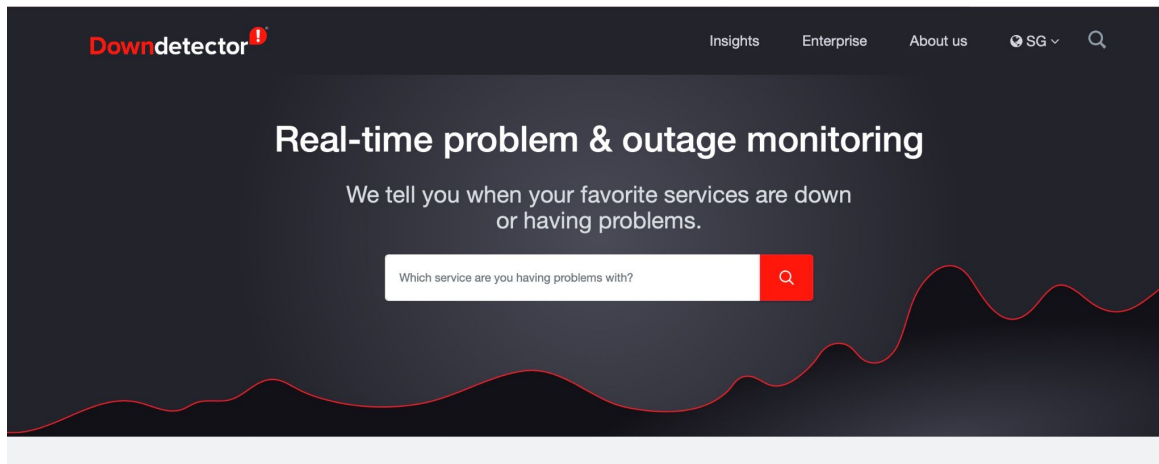 Downdetector!
Insights Enterprise About us SG
Real-time problem & outage monitoring
We tell you when your favorite services are down
or having problems.
Which service are you having problems with?